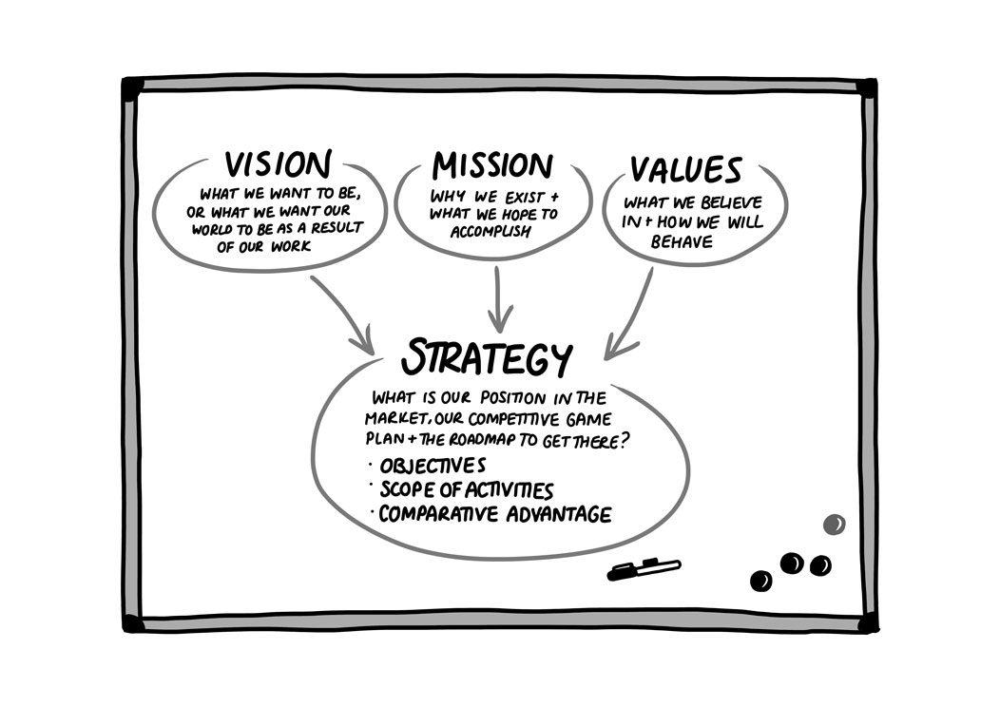 VISION
WHAT WE WANT TO BE,
OR WHAT WE WANT OUR
WORLD TO BE AS A RESULT
OF OUR WORK
MISSION
WHY WE EXIST +
WHAT WE HOPE TO
ACCOMPLISH
VALUES
WHAT WE BELIEVE
IN + HOW WE WILL
BEHAVE
STRATEGY
WHAT IS OUR POSITION IN THE
MARKET, OUR COMPETITIVE GAME
PLAN + THE ROADMAP TO GET THERE?
· OBJECTIVES
· SCOPE OF ACTIVITIES
· COMPARATIVE ADVANTAGE